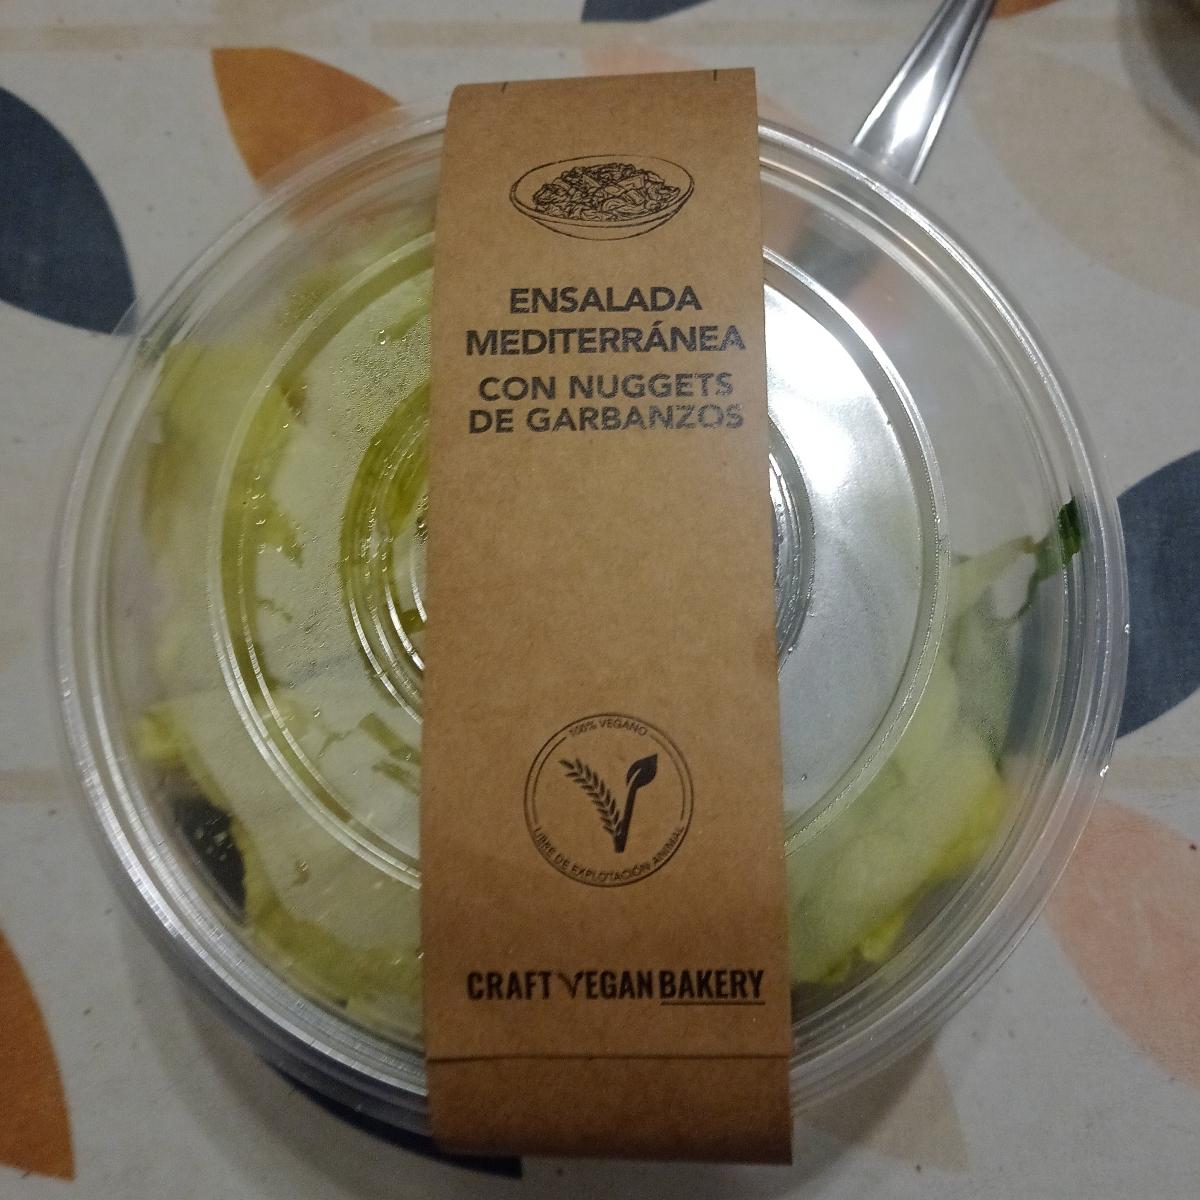 ENSALADA
MEDITERRÁNEA
CON NUGGETS
DE GARBANZOS
100% VEGANO
LIBRE DE EXPLOTACIÓN ANIMAL
CRAFT VEGAN BAKERY